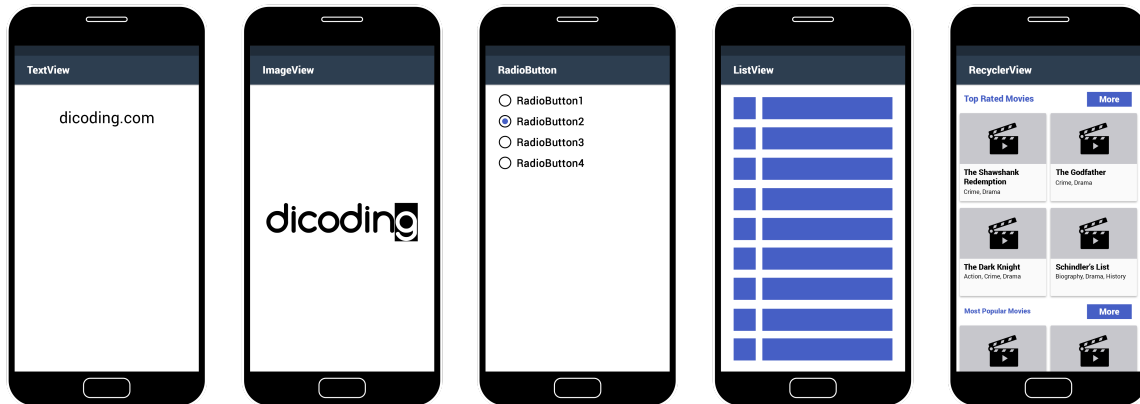 TextView
dicoding.com
ImageView
dicoding
RadioButton
RadioButton1
RadioButton2
RadioButton3
RadioButton4
ListView
RecyclerView
Top Rated Movies
More
The Shawshank
Redemption
Crime, Drama
The Godfather
Crime, Drama
The Dark Knight
Action, Crime, Drama
Schindler's List
Biography, Drama, History
Most Popular Movies
More